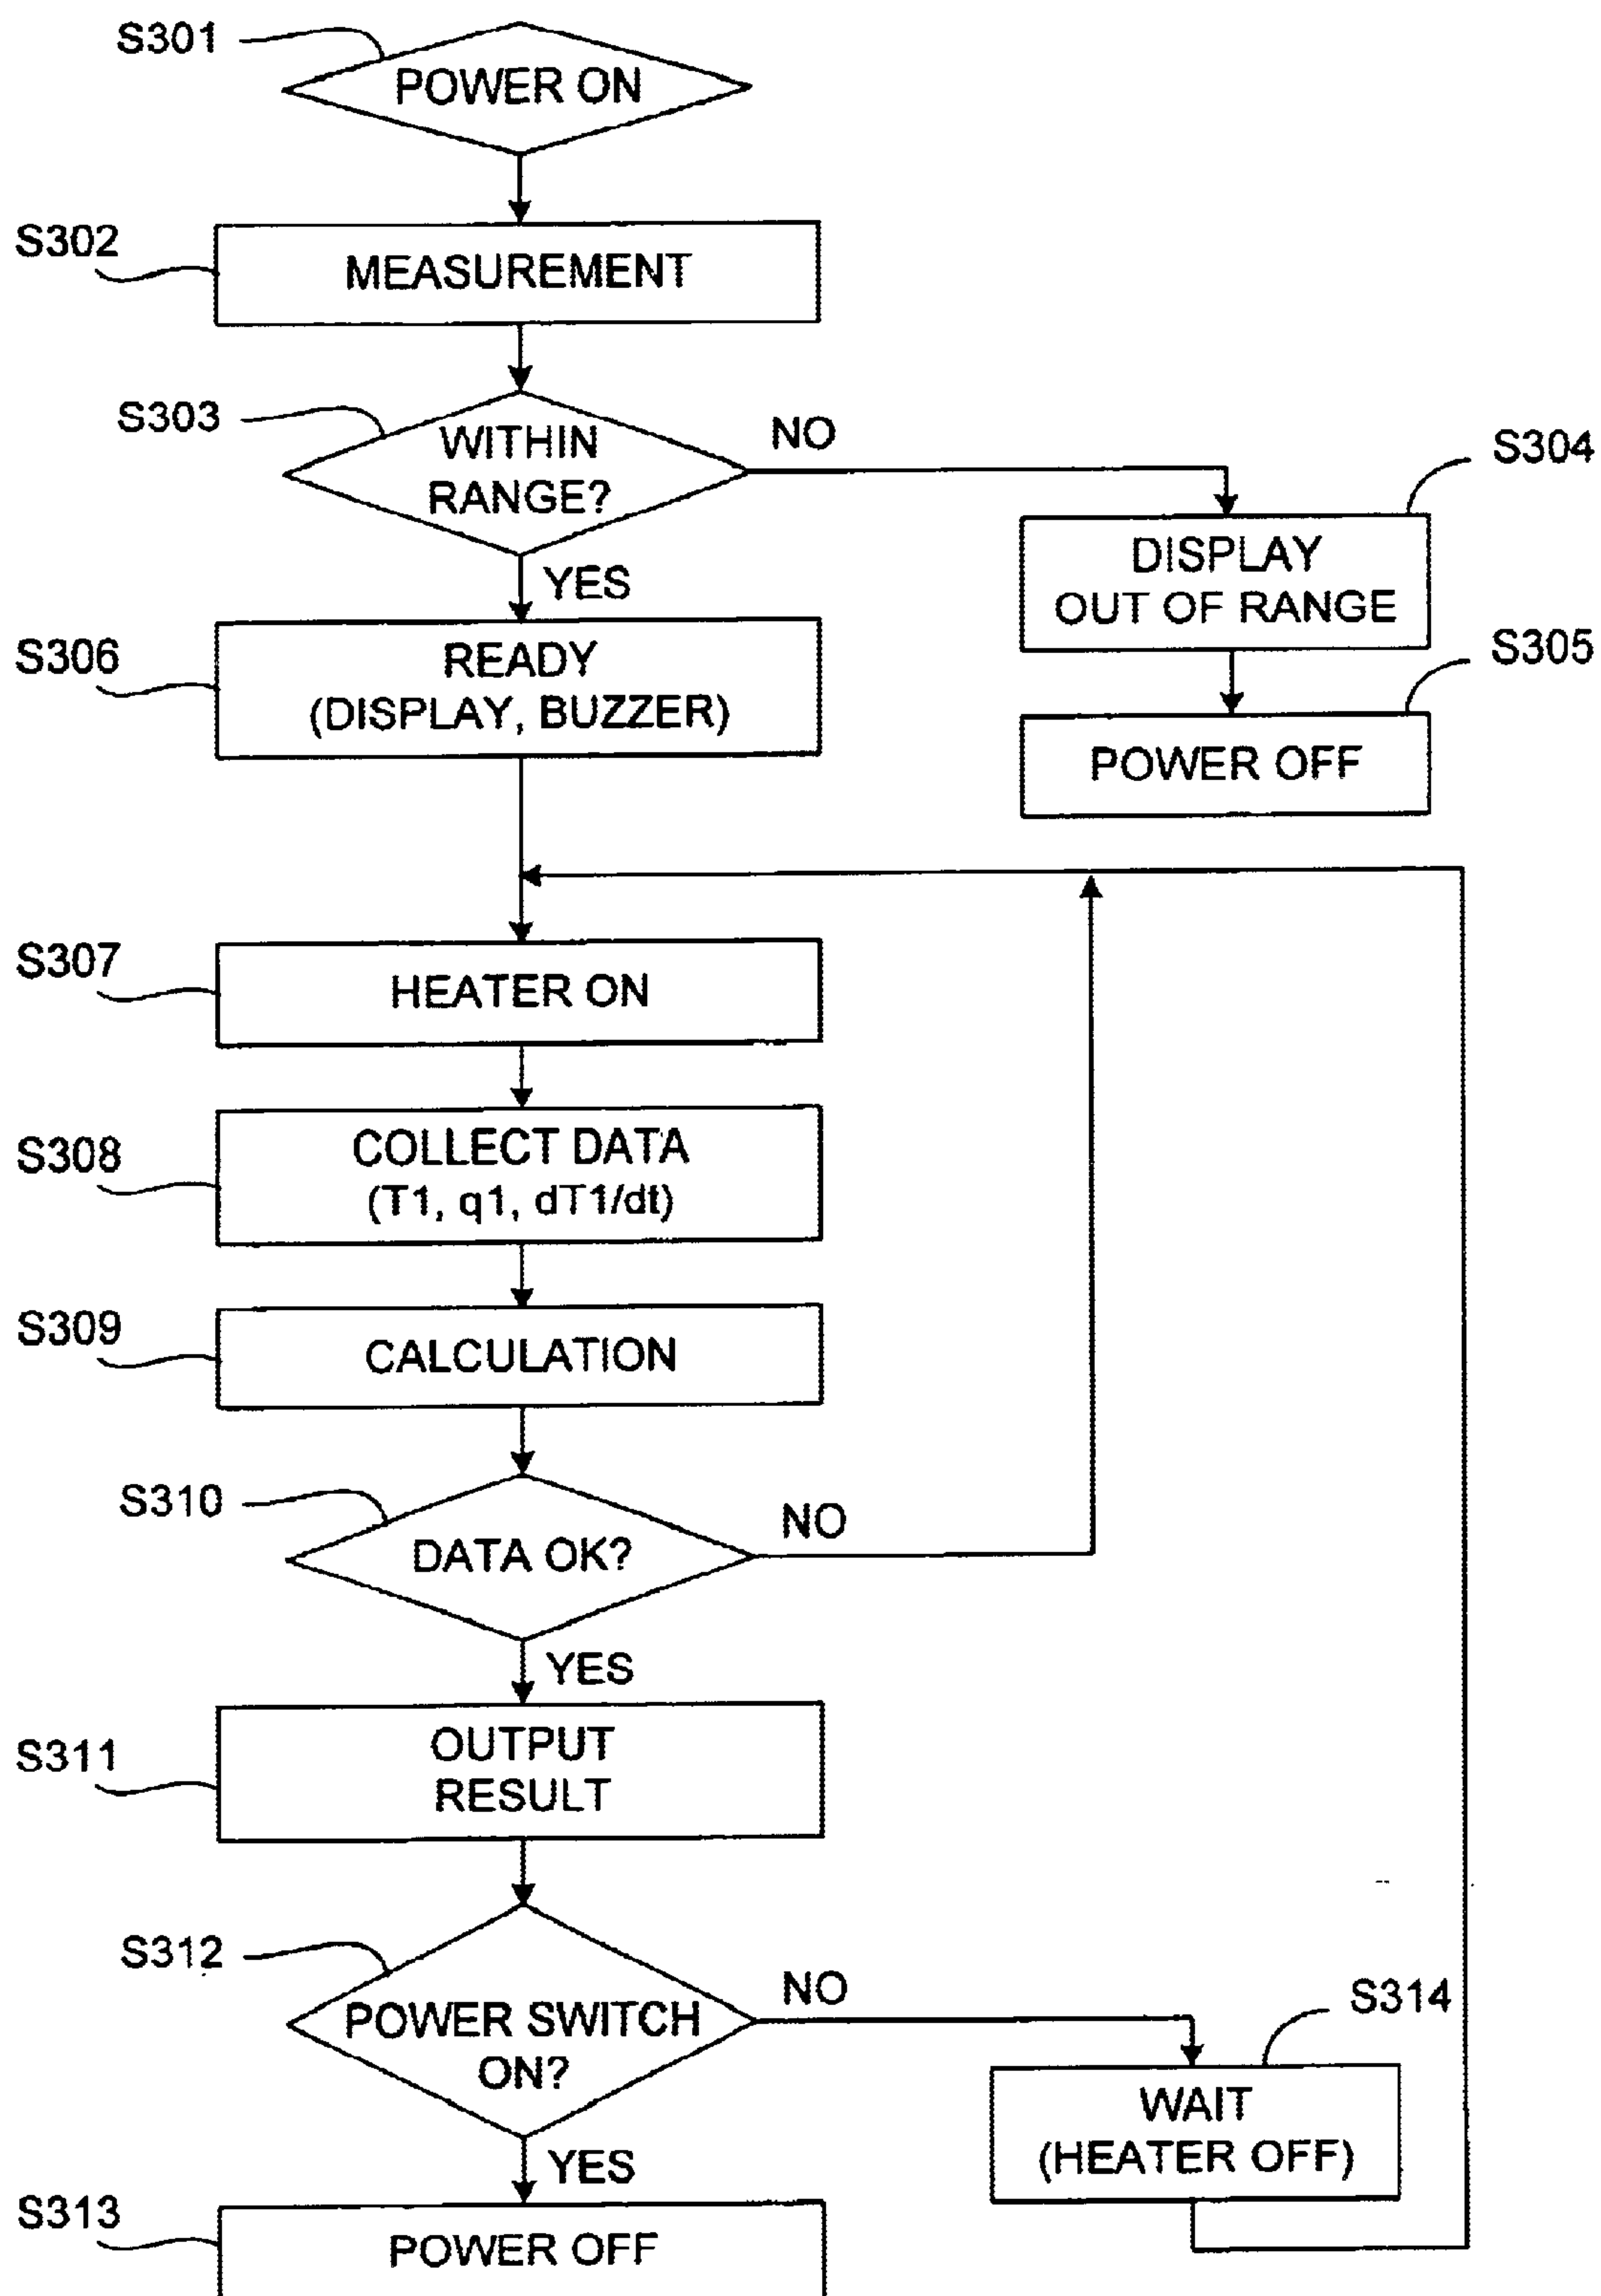 S301
POWER ON
S302
MEASUREMENT
S303
WITHIN
RANGE?
NO
S304
DISPLAY
OUT OF RANGE
YES
S305
POWER OFF
S306
READY
(DISPLAY, BUZZER)
S307
HEATER ON
S308
COLLECT DATA
(T1, q1, dT1/dt)
S309
CALCULATION
S310
DATA OK?
NO
YES
S311
OUTPUT
RESULT
S312
POWER SWITCH
ON?
NO
S314
WAIT
(HEATER OFF)
YES
S313
POWER OFF